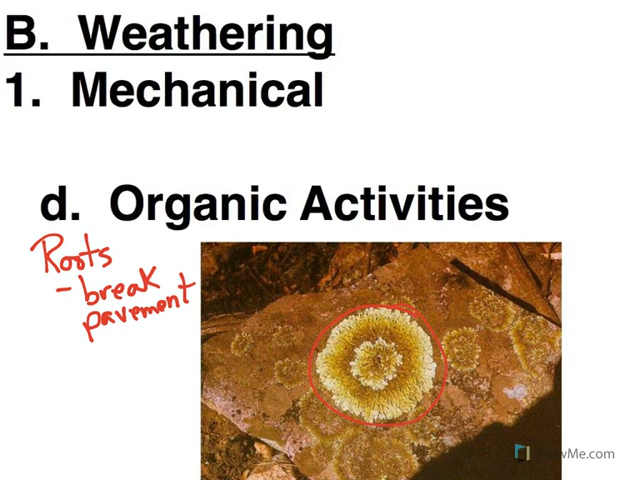 B. Weathering
1. Mechanical
d. Organic Activities
Roots
- break
pavement